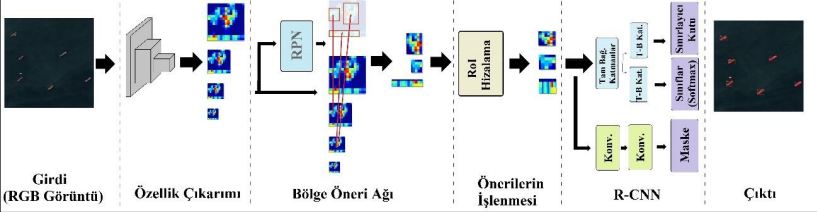 RPN
RoI
Hizalama
Tam Bağ.
Katmanlar
T-B Kat.
Sınırlayıcı
Kutu
T-B Kat.
Sınıflar
(Softmax)
Konv.
Konv.
Maske
Girdi
(RGB Görüntü)
Özellik Çıkarımı
Bölge Öneri Ağı
Önerilerin
İşlenmesi
R-CNN
Çıktı